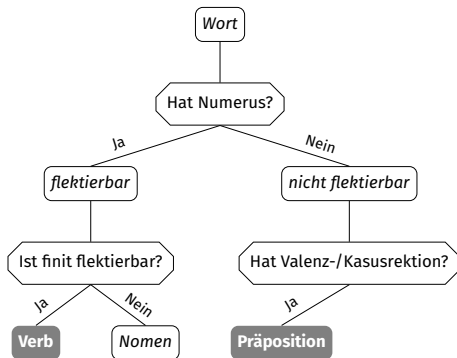 Wort
Hat Numerus?
Ja
Nein
flektierbar
nicht flektierbar
Ist finit flektierbar?
Hat Valenz-/Kasusrektion?
Ja
Nein
Ja
Verb
Nomen
Präposition